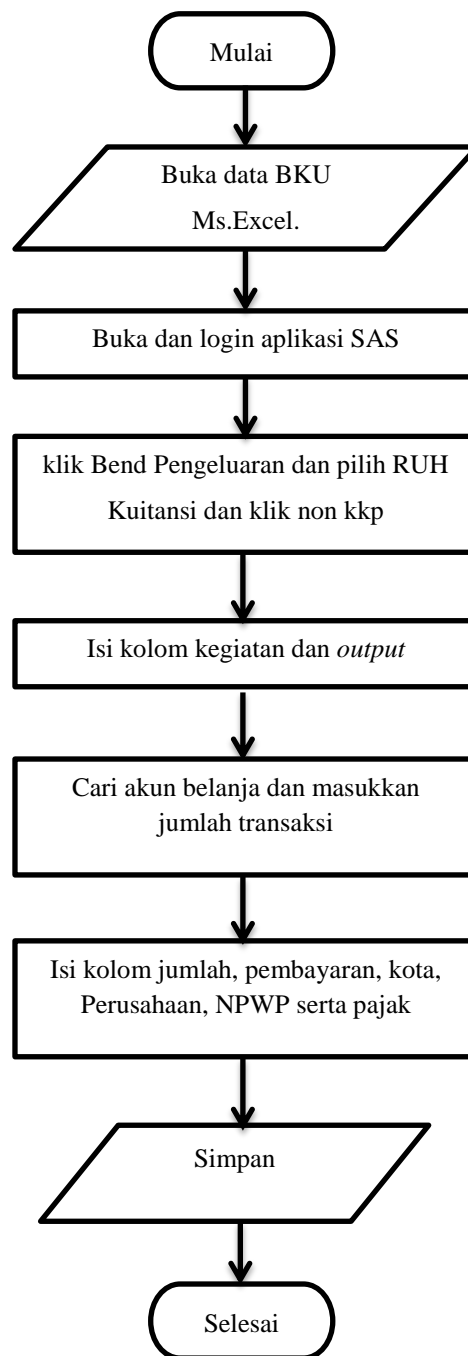 Mulai
Buka data BKU
Ms.Excel.
Buka dan login aplikasi SAS
klik Bend Pengeluaran dan pilih RUH
Kuitansi dan klik non kkp
Isi kolom kegiatan dan output
Cari akun belanja dan masukkan
jumlah transaksi
Isi kolom jumlah, pembayaran, kota,
Perusahaan, NPWP serta pajak
Simpan
Selesai